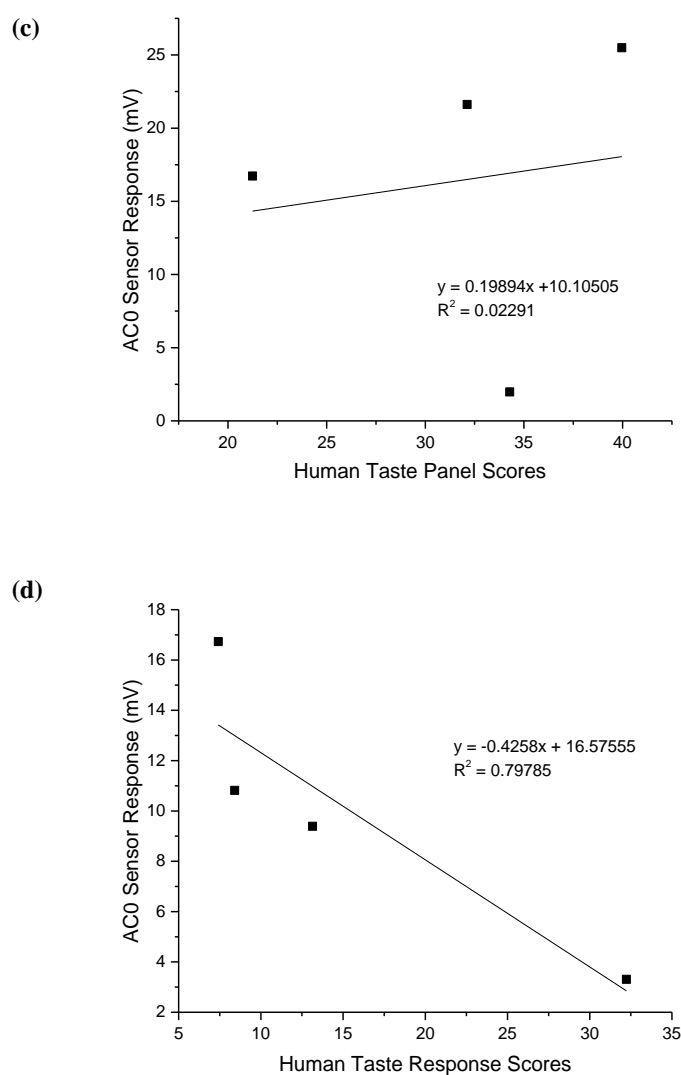 (c)
25
20
15
10
5
0
AC0 Sensor Response (mV)
y = 0.19894x +10.10505
R² = 0.02291
20 25 30 35 40
Human Taste Panel Scores
(d)
18
16
14
12
10
8
6
4
2
AC0 Sensor Response (mV)
y = -0.4258x + 16.57555
R² = 0.79785
5 10 15 20 25 30 35
Human Taste Response Scores